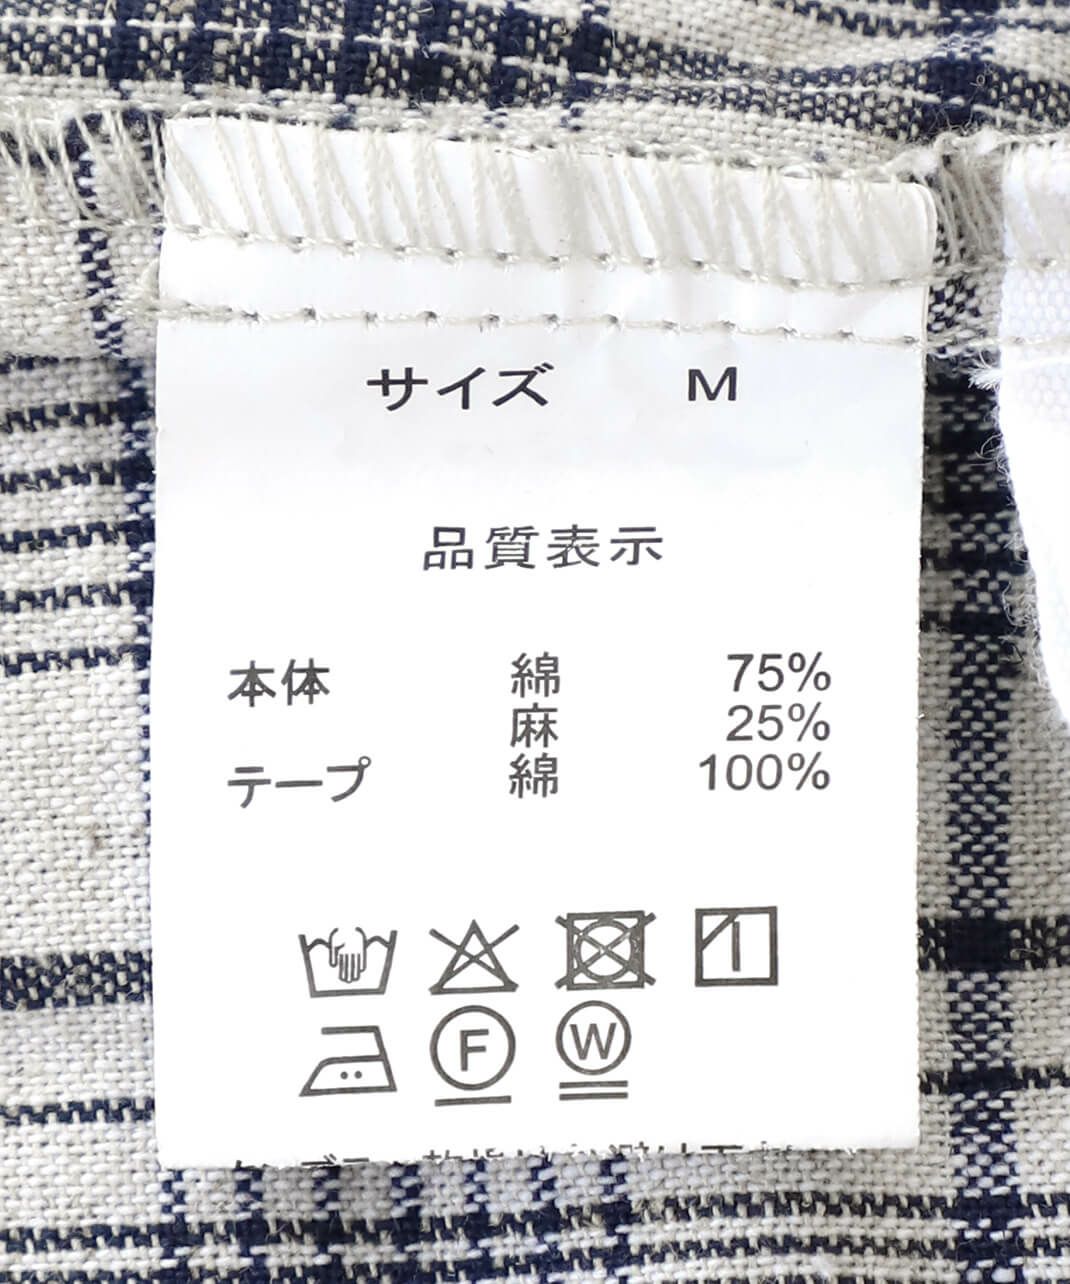 サイズ M
品質表示
本体 綿 75%
麻 25%
テープ 綿 100%
F W